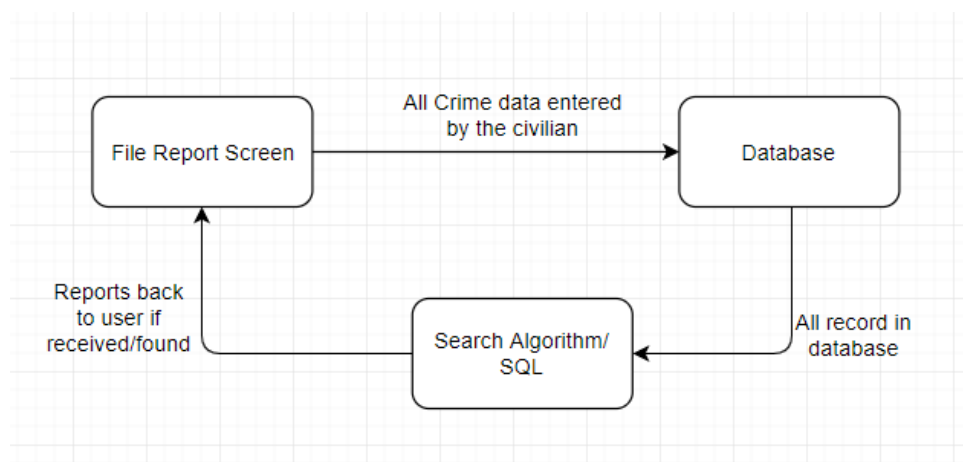 All Crime data entered
by the civilian
File Report Screen
Database
Reports back
to user if
received/found
Search Algorithm/
SQL
All record in
database